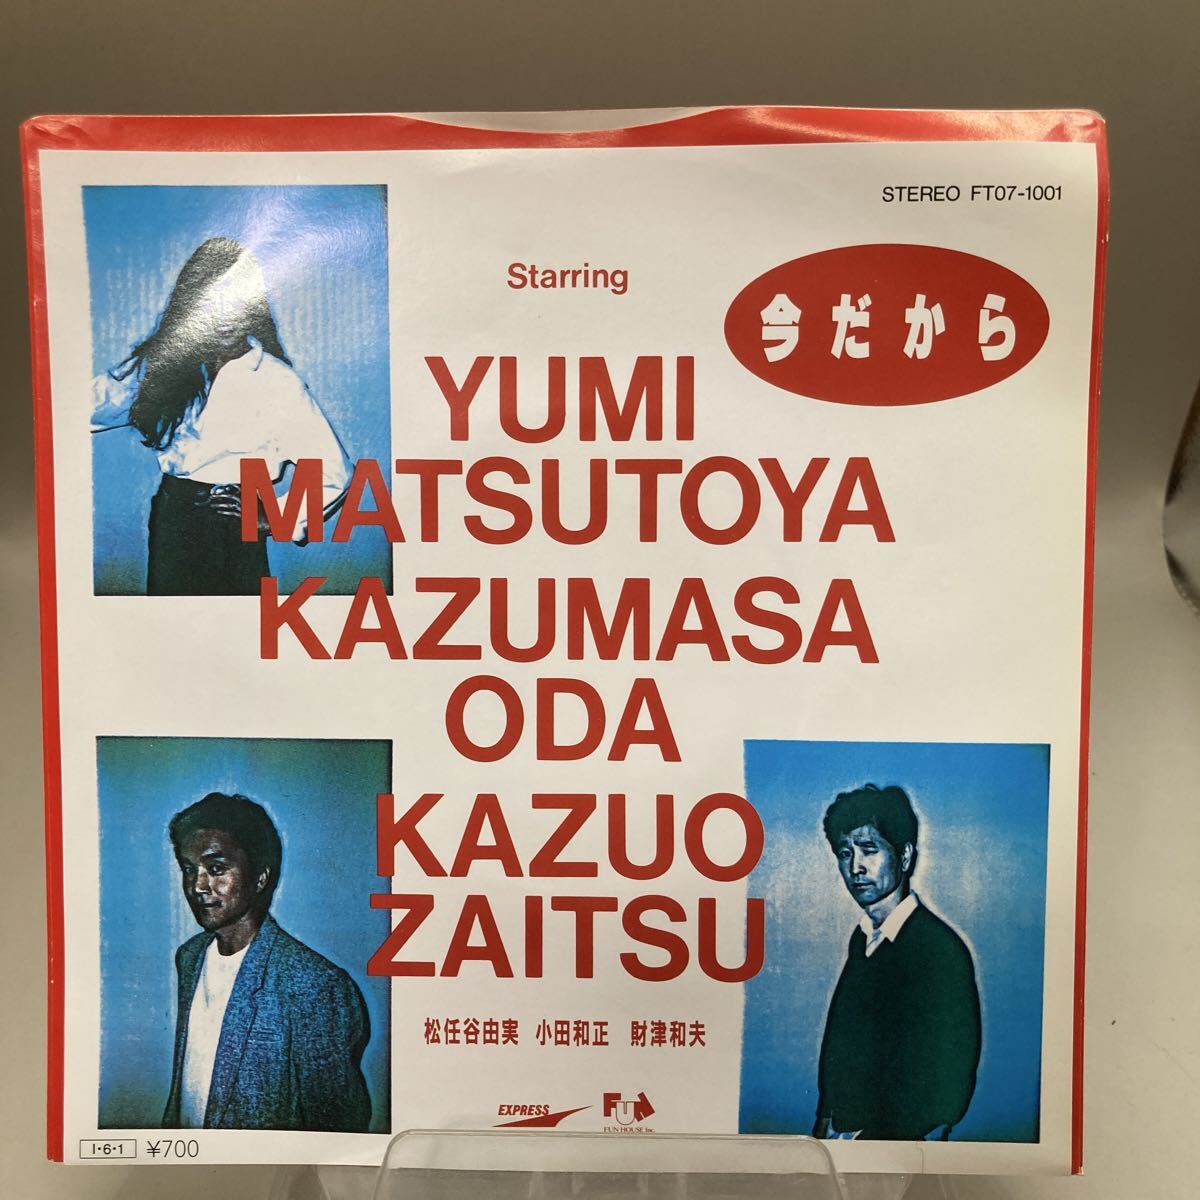 STEREO FT07-1001
Starring
今だから
YUMI
MATSUTOYA
KAZUMASA
ODA
KAZUO
ZAITSU
松任谷由実 小田和正 財津和夫
EXPRESS
FUN
FUN HOUSE Inc.
I・6・1 ¥700